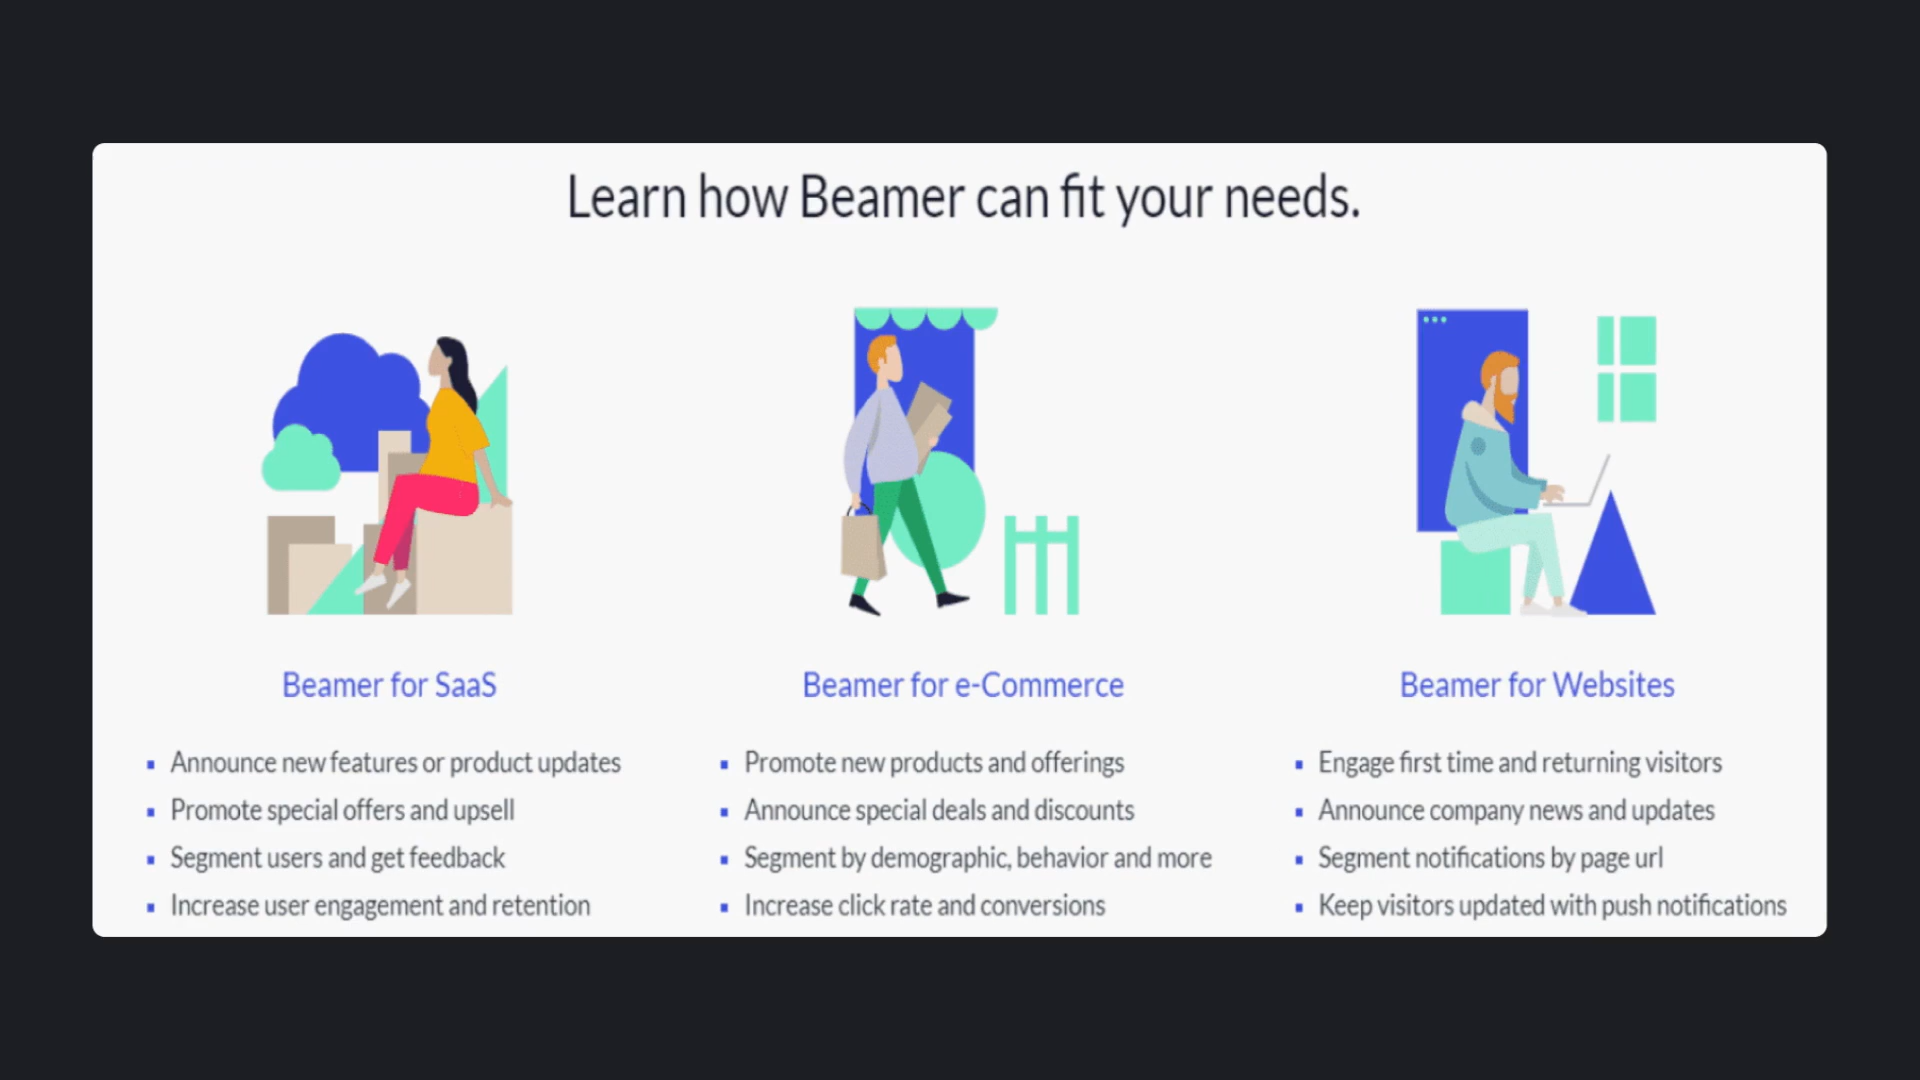 Learn how Beamer can fit your needs.
Beamer for SaaS
Announce new features or product updates
Promote special offers and upsell
Segment users and get feedback
Increase user engagement and retention
Beamer for e-Commerce
Promote new products and offerings
Announce special deals and discounts
Segment by demographic, behavior and more
Increase click rate and conversions
Beamer for Websites
Engage first time and returning visitors
Announce company news and updates
Segment notifications by page url
Keep visitors updated with push notifications